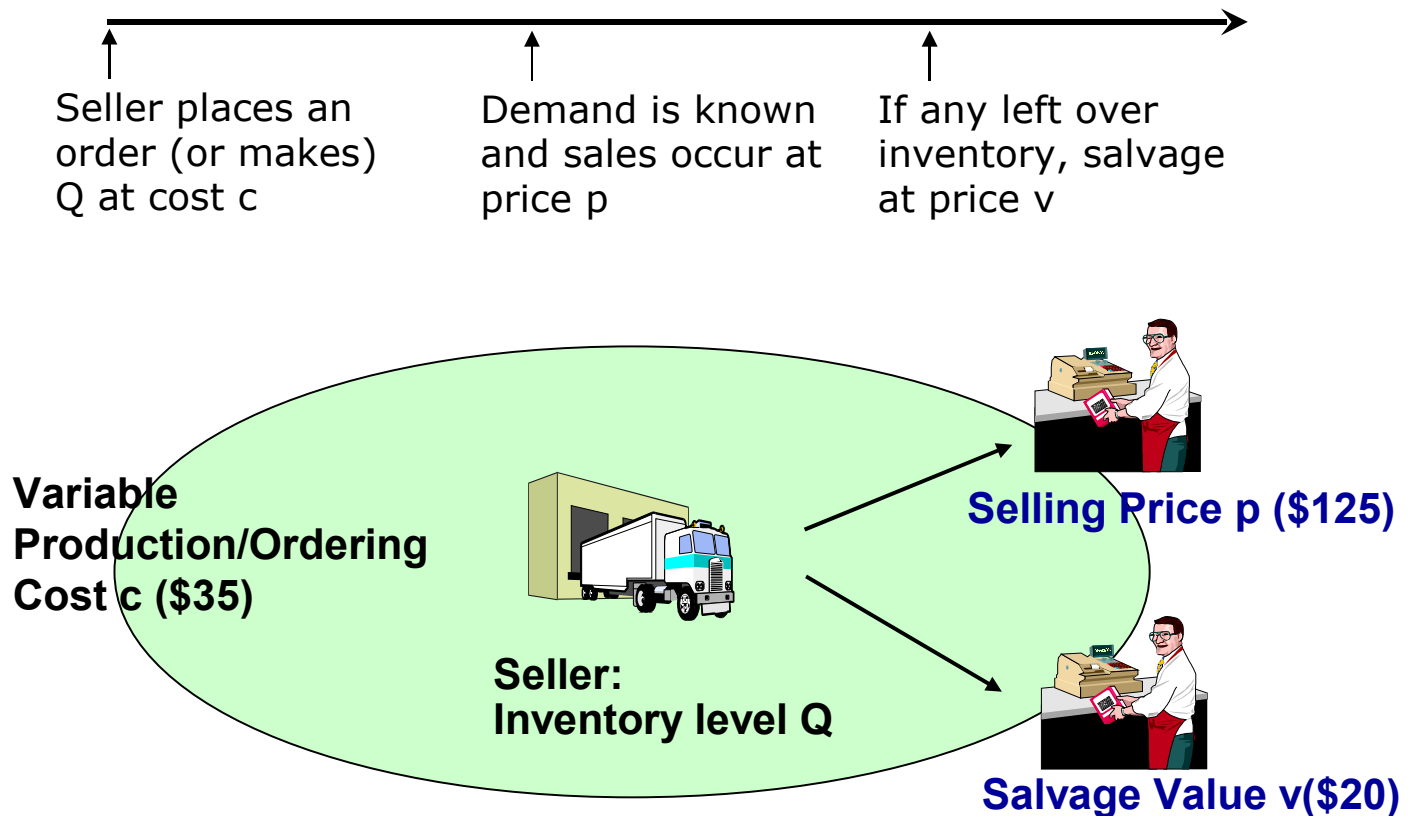 Seller places an
order (or makes)
Q at cost c
Demand is known
and sales occur at
price p
If any left over
inventory, salvage
at price v
Variable
Production/Ordering
Cost c ($35)
Seller:
Inventory level Q
Selling Price p ($125)
Salvage Value v($20)